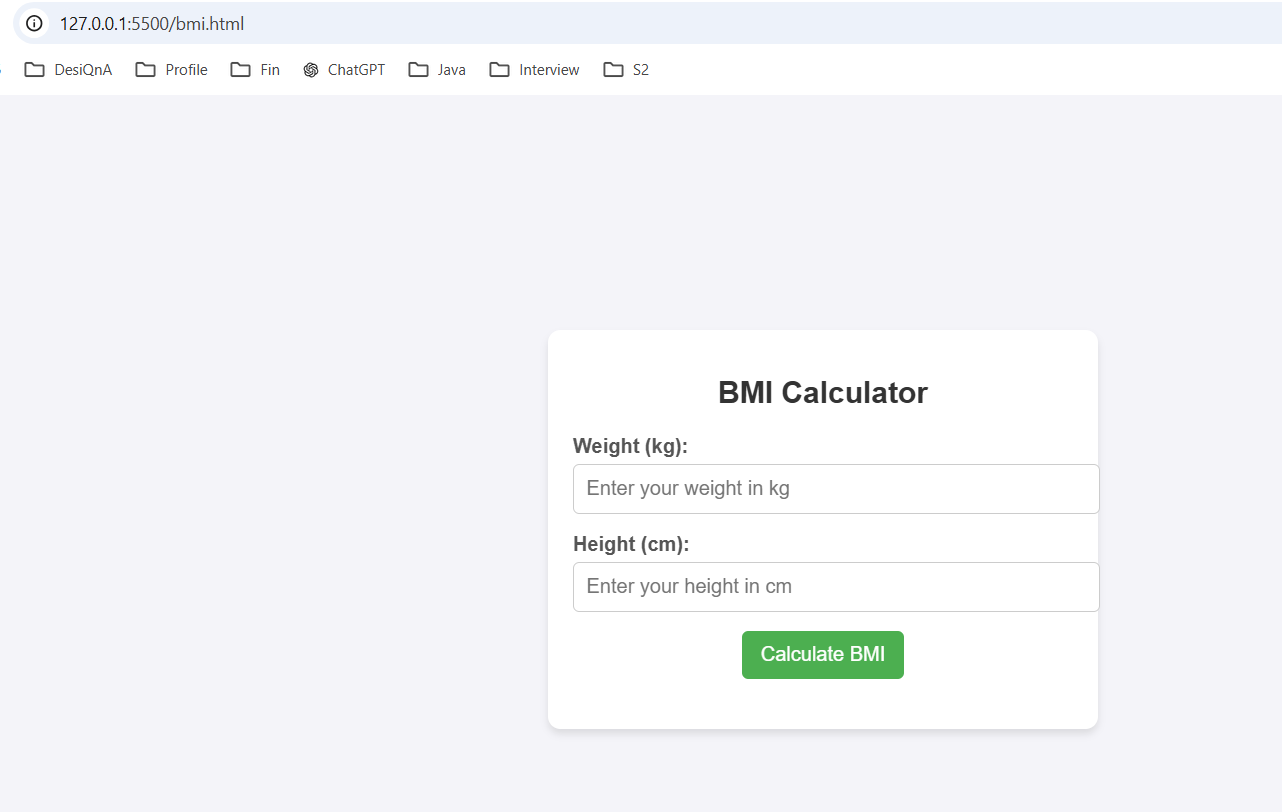 127.0.0.1:5500/bmi.html
DesiQnA Profile Fin ChatGPT Java Interview S2
BMI Calculator
Weight (kg):
Enter your weight in kg
Height (cm):
Enter your height in cm
Calculate BMI